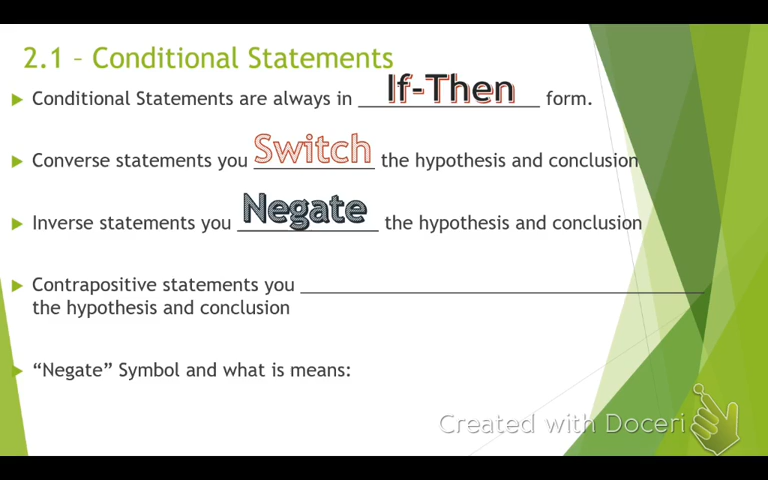 2.1 – Conditional Statements
Conditional Statements are always in If-Then form.
Converse statements you Switch the hypothesis and conclusion
Inverse statements you Negate the hypothesis and conclusion
Contrapositive statements you ____________________
the hypothesis and conclusion
“Negate” Symbol and what is means:
Created with Doceri